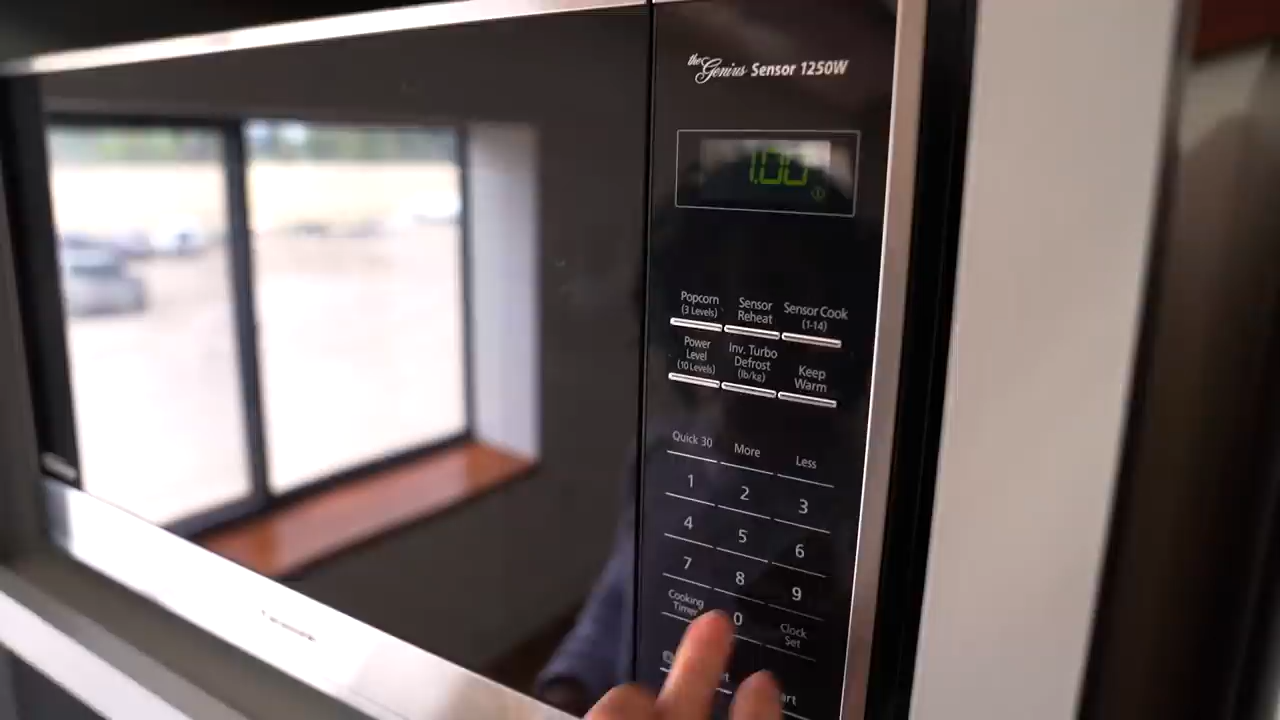 the Genius Sensor 1250W
1.00
Popcorn
(3 Levels)
Sensor
Reheat
Sensor Cook
(1-14)
Power
Level
(10 Levels)
Inv. Turbo
Defrost
(lb/kg)
Keep
Warm
Quick 30
More
Less
1
2
3
4
5
6
7
8
9
Cooking
Timer
0
Clock
Set